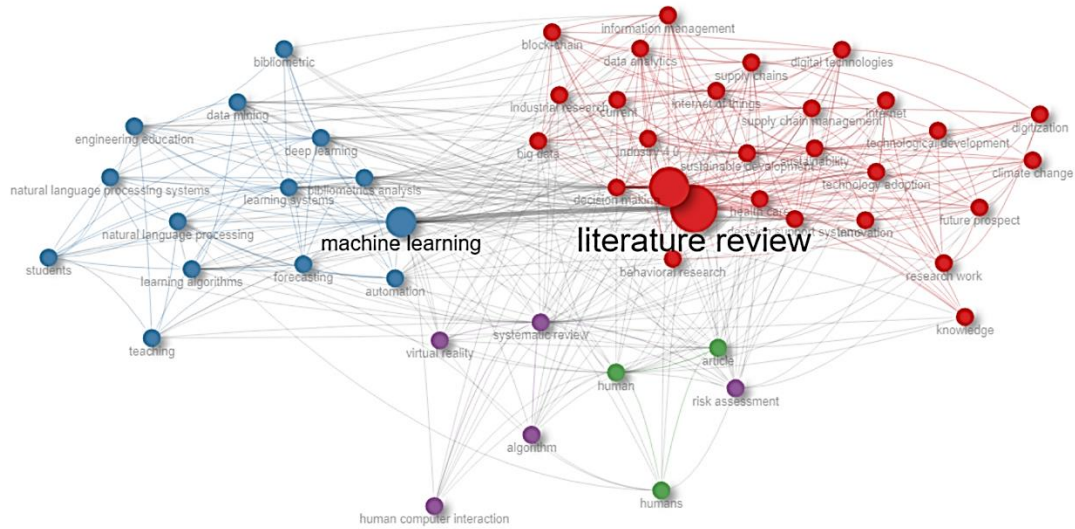 information management
block-chain
bibliometric
data analytics
digital technologies
supply chains
industrial research
current
internet of things
data mining
supply chain management
internet
digitization
engineering education
deep learning
big data
industry 4.0
technological development
sustainable development
sustainability
climate change
natural language processing systems
learning systems
bibliometrics analysis
decision making
technology adoption
health care
natural language processing
decision support systems
innovation
future prospect
machine learning
literature review
students
learning algorithms
forecasting
automation
behavioral research
research work
knowledge
systematic review
teaching
virtual reality
article
human
risk assessment
algorithm
humans
human computer interaction